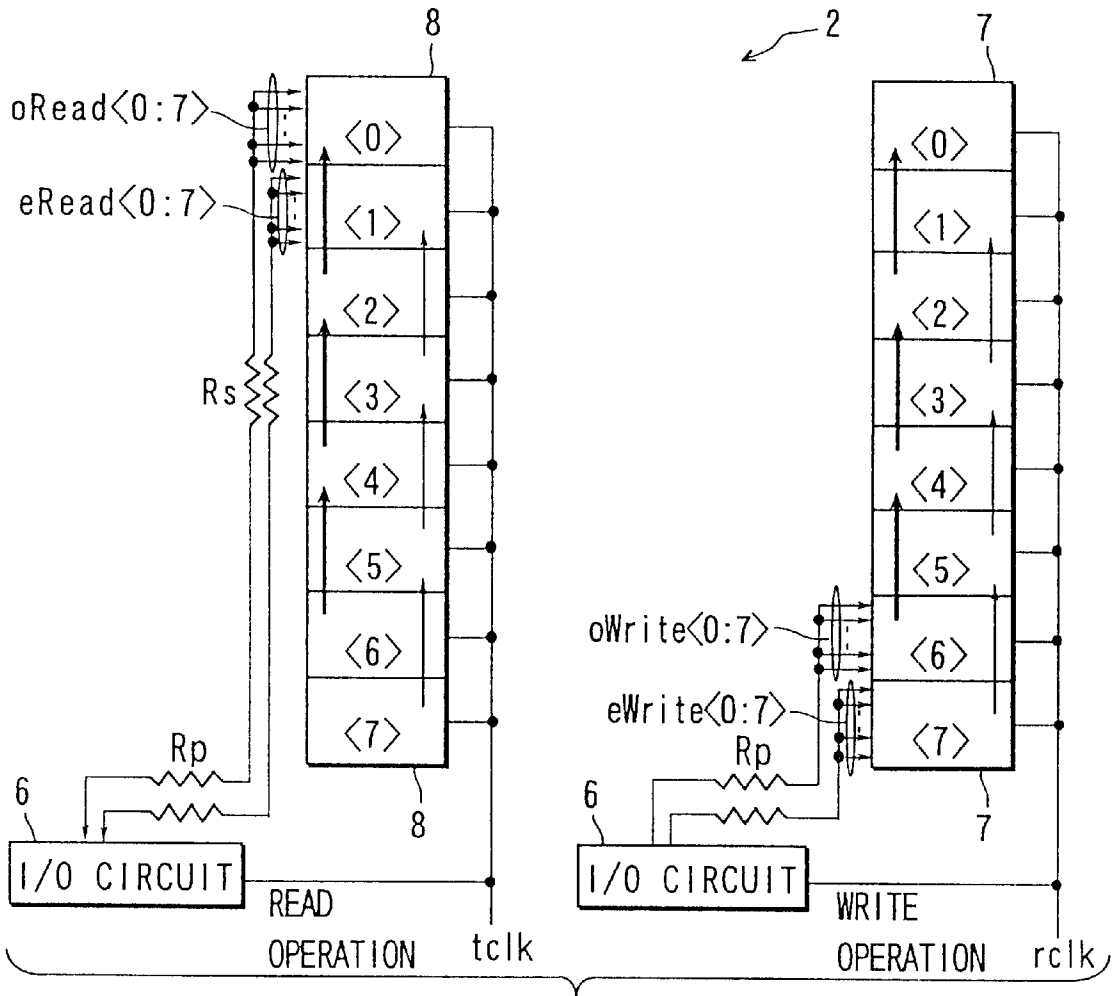 8
oRead<0:7>
eRead<0:7>
<0>
<1>
<2>
<3>
<4>
<5>
<6>
<7>
Rs
Rp
6
8
I/O CIRCUIT
READ
OPERATION
tclk
2
7
<0>
<1>
<2>
<3>
<4>
<5>
<6>
<7>
oWrite<0:7>
eWrite<0:7>
Rp
6
7
I/O CIRCUIT
WRITE
OPERATION
rclk